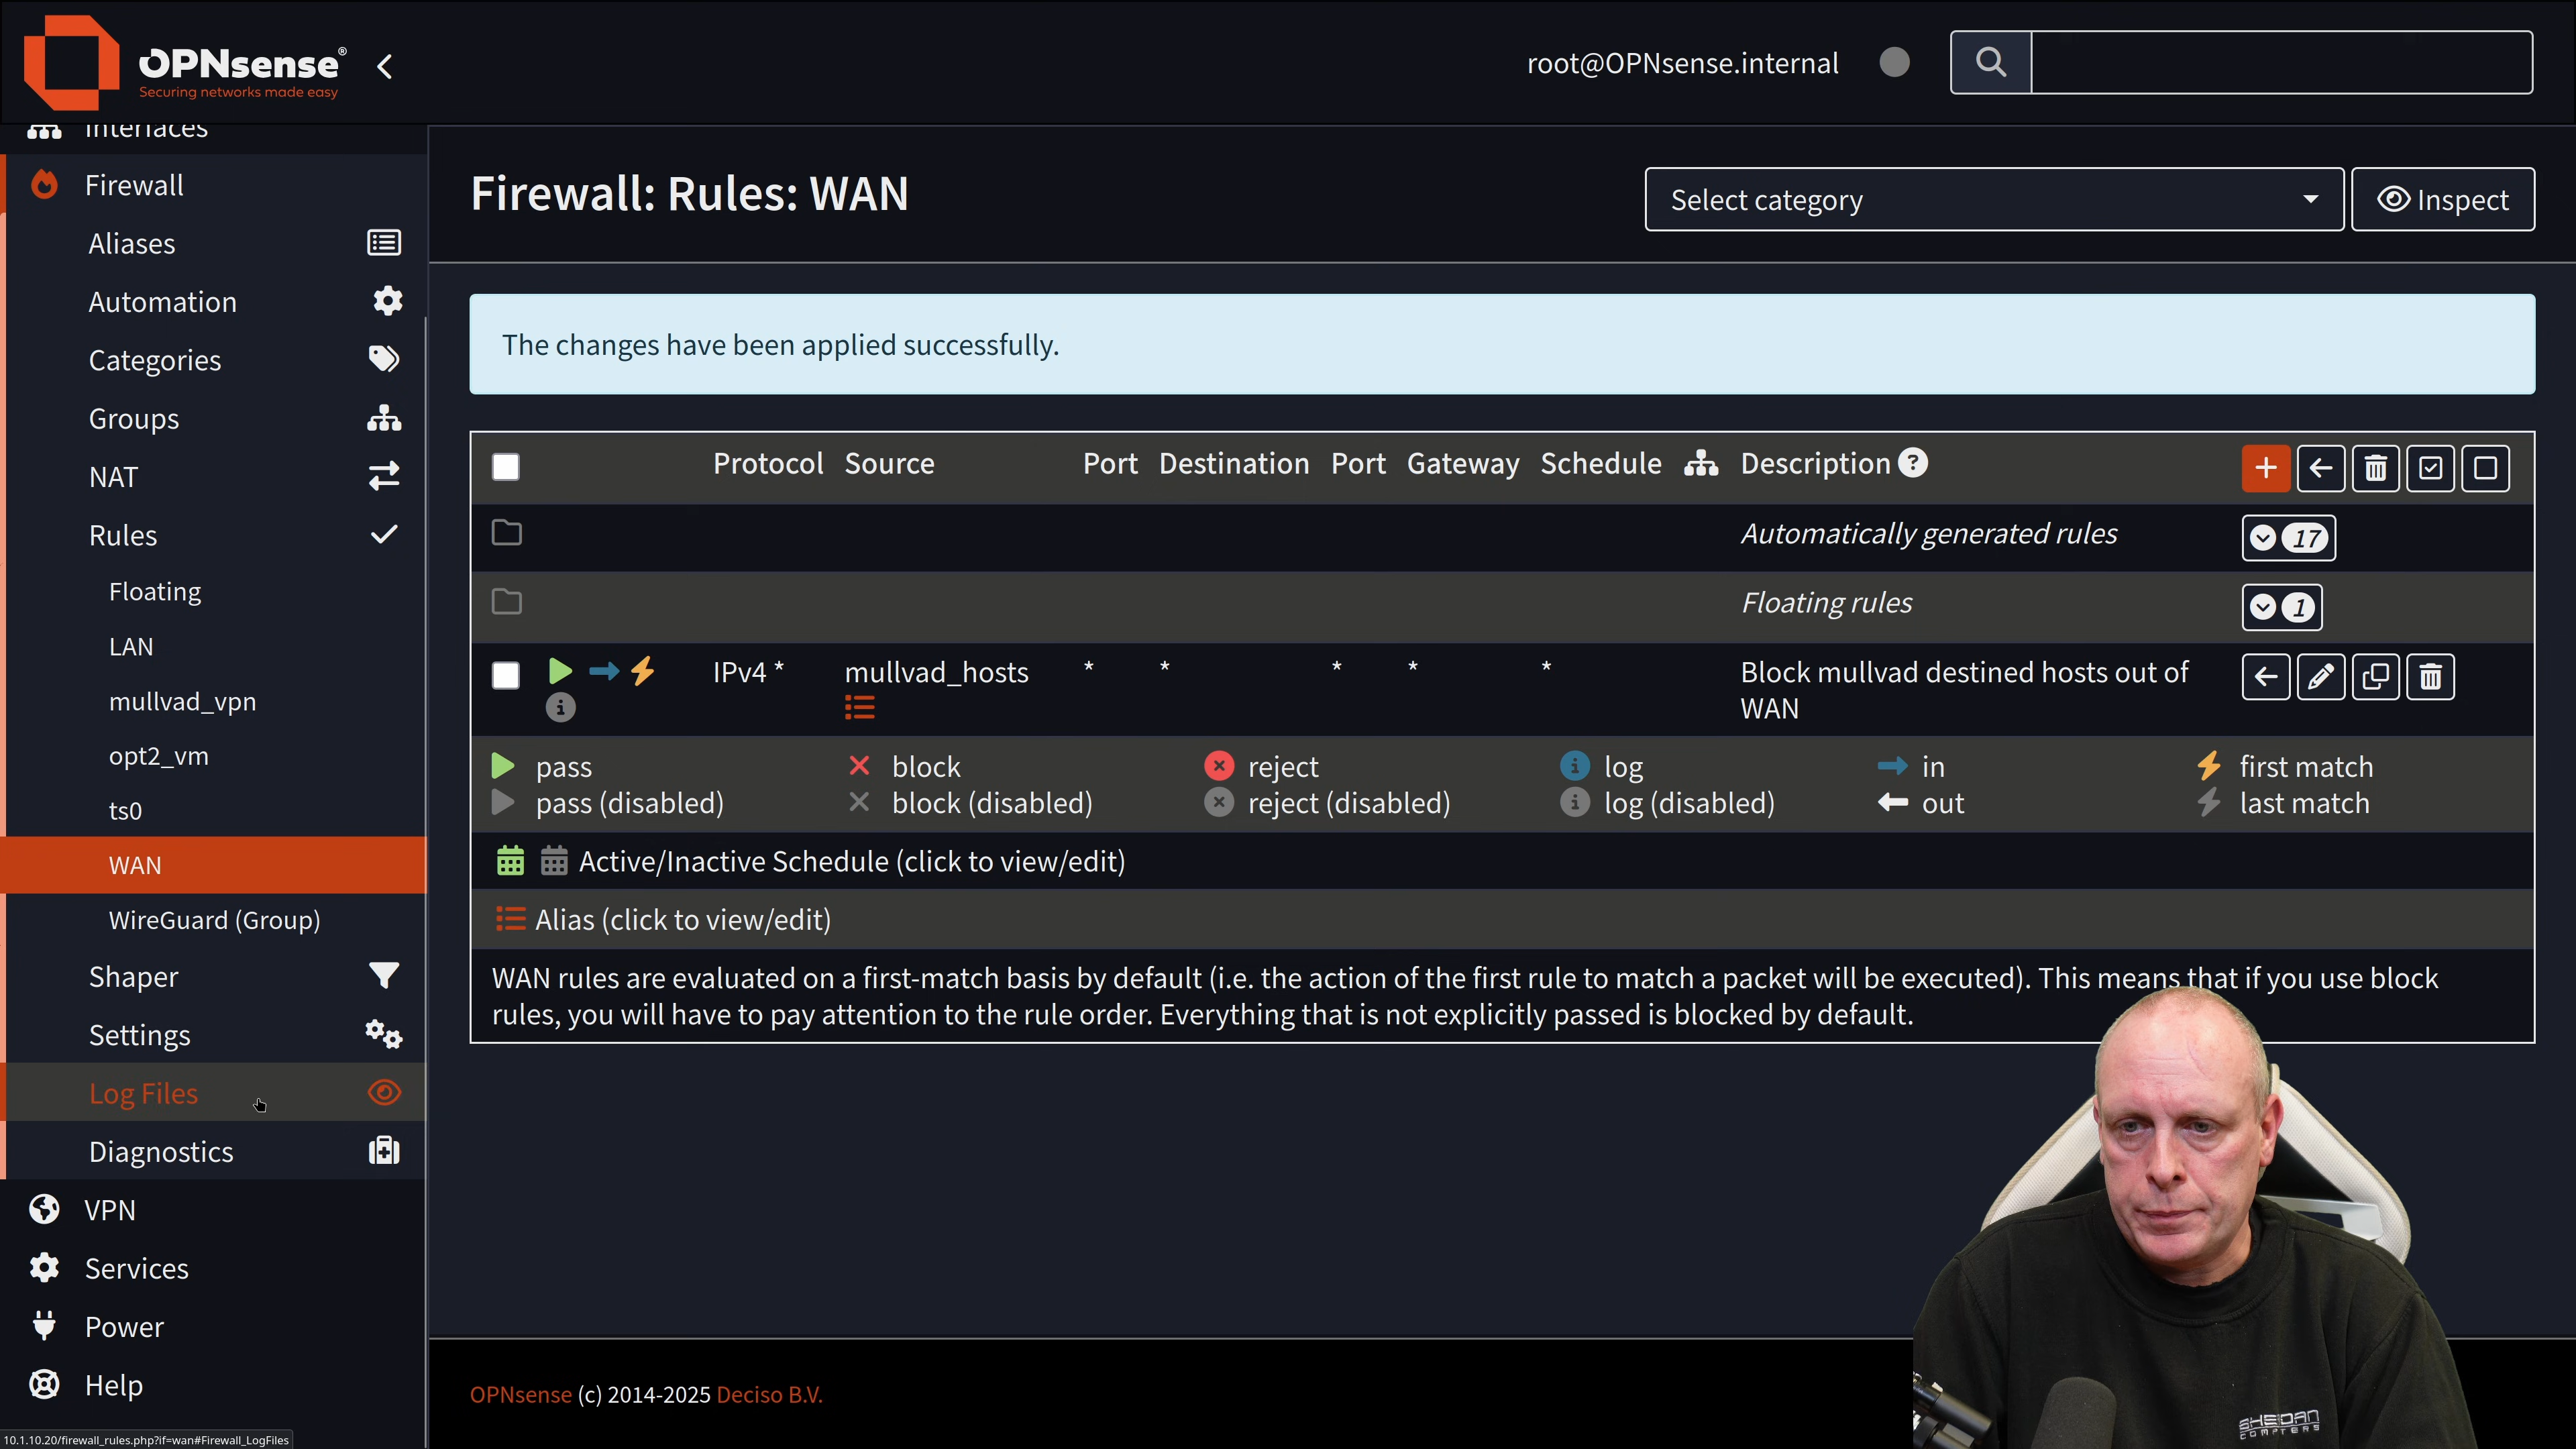 OPNsense®
Securing networks made easy
root@OPNsense.internal
Interfaces
Firewall
Aliases
Automation
Categories
Groups
NAT
Rules
Floating
LAN
mullvad_vpn
opt2_vm
ts0
WAN
WireGuard (Group)
Shaper
Settings
Log Files
Diagnostics
VPN
Services
Power
Help
10.1.10.20/firewall_rules.php?if=wan#Firewall_LogFiles
Firewall: Rules: WAN
Select category
Inspect
The changes have been applied successfully.
Protocol Source Port Destination Port Gateway Schedule Description ?
Automatically generated rules 17
Floating rules 1
IPv4 * mullvad_hosts * * * * * Block mullvad destined hosts out of
WAN
pass block reject log in first match
pass (disabled) block (disabled) reject (disabled) log (disabled) out last match
Active/Inactive Schedule (click to view/edit)
Alias (click to view/edit)
WAN rules are evaluated on a first-match basis by default (i.e. the action of the first rule to match a packet will be executed). This means that if you use block
rules, you will have to pay attention to the rule order. Everything that is not explicitly passed is blocked by default.
OPNsense (c) 2014-2025 Deciso B.V.
SHERIDAN
COMPUTERS